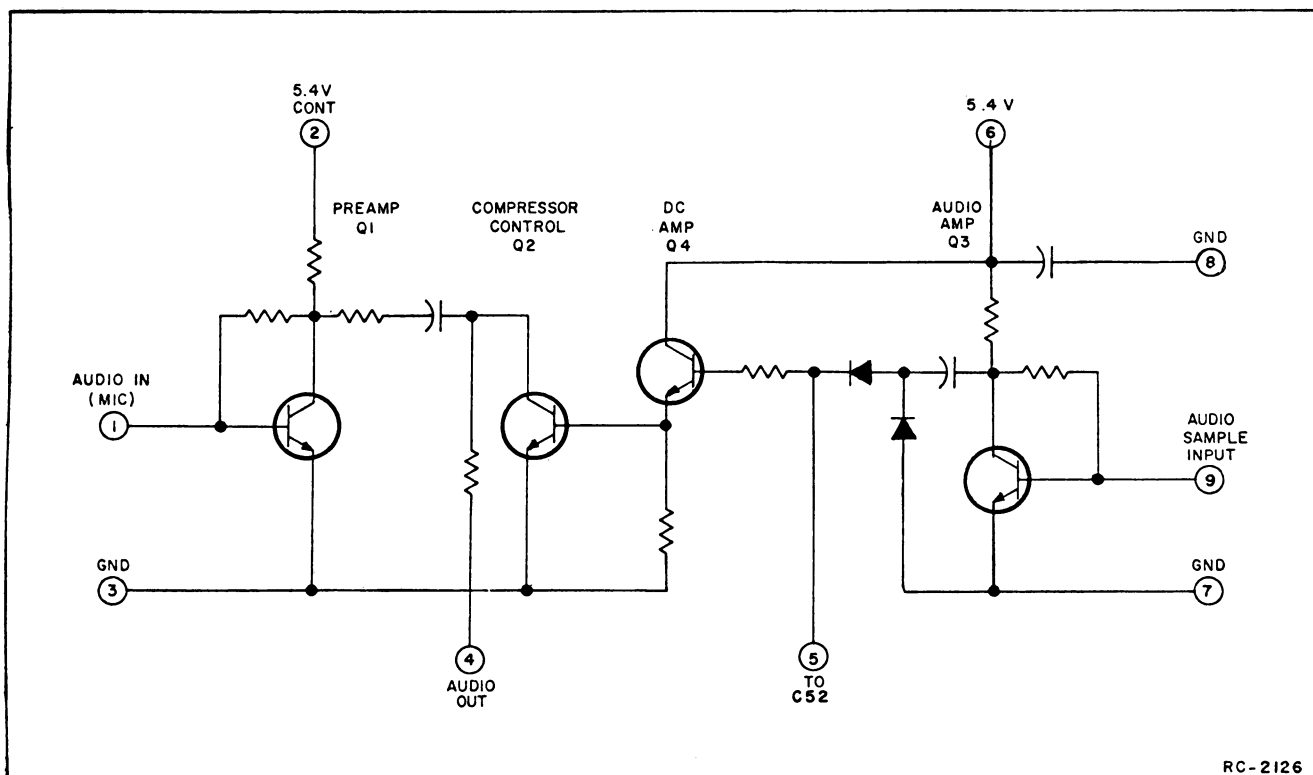 5.4V
CONT
2
5.4 V
6
PREAMP
Q1
COMPRESSOR
CONTROL
Q2
DC
AMP
Q4
AUDIO
AMP
Q3
GND
8
AUDIO IN
(MIC)
1
AUDIO
SAMPLE
INPUT
9
GND
3
GND
7
4
AUDIO
OUT
5
TO
C52
RC-2126